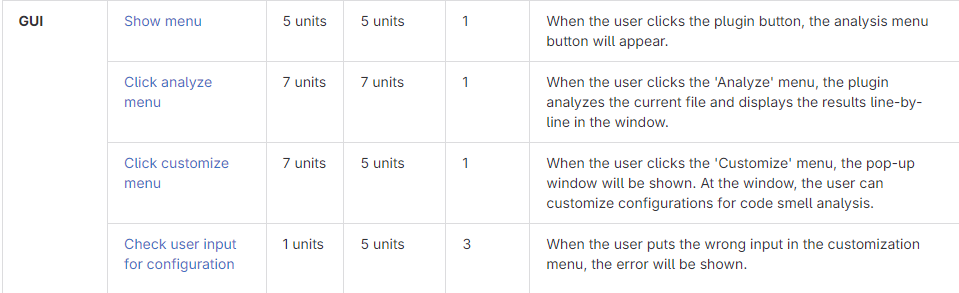 GUI
Show menu
5 units
5 units
1
When the user clicks the plugin button, the analysis menu
button will appear.
Click analyze
menu
7 units
7 units
1
When the user clicks the 'Analyze' menu, the plugin
analyzes the current file and displays the results line-by-
line in the window.
Click customize
menu
7 units
5 units
1
When the user clicks the 'Customize' menu, the pop-up
window will be shown. At the window, the user can
customize configurations for code smell analysis.
Check user input
for configuration
1 units
5 units
3
When the user puts the wrong input in the customization
menu, the error will be shown.